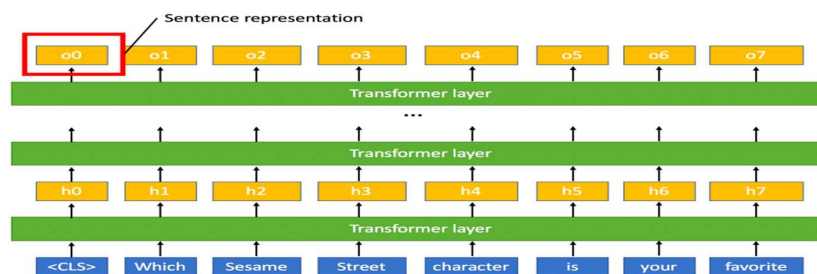 Sentence representation
o0 o1 o2 o3 o4 o5 o6 o7
Transformer layer
...
Transformer layer
h0 h1 h2 h3 h4 h5 h6 h7
Transformer layer
<CLS> Which Sesame Street character is your favorite